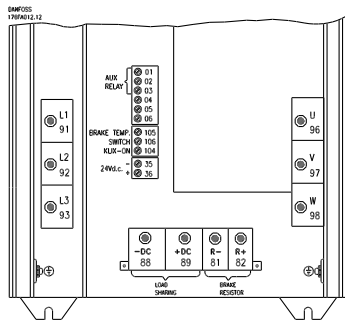 DANFOSS
178FA012.12
AUX
RELAY
01
02
03
04
05
06
BRAKE TEMP. 105
SWITCH 106
KLIX-ON 104
24Vd.c. - 35
+ 36
L1
91
L2
92
L3
93
U
96
V
97
W
98
-DC +DC R- R+
88 89 81 82
LOAD
SHARING
BRAKE
RESISTOR